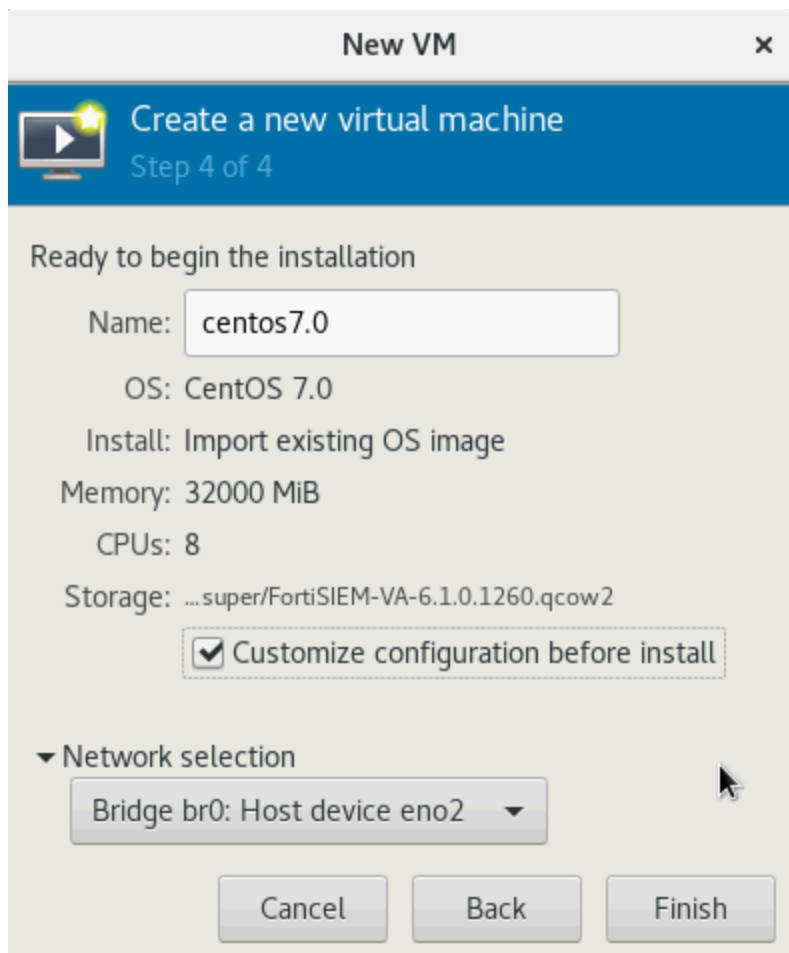 New VM
Create a new virtual machine
Step 4 of 4
Ready to begin the installation
Name: centos7.0
OS: CentOS 7.0
Install: Import existing OS image
Memory: 32000 MiB
CPUs: 8
Storage: ...super/FortiSIEM-VA-6.1.0.1260.qcow2
Customize configuration before install
Network selection
Bridge br0: Host device eno2
Cancel Back Finish